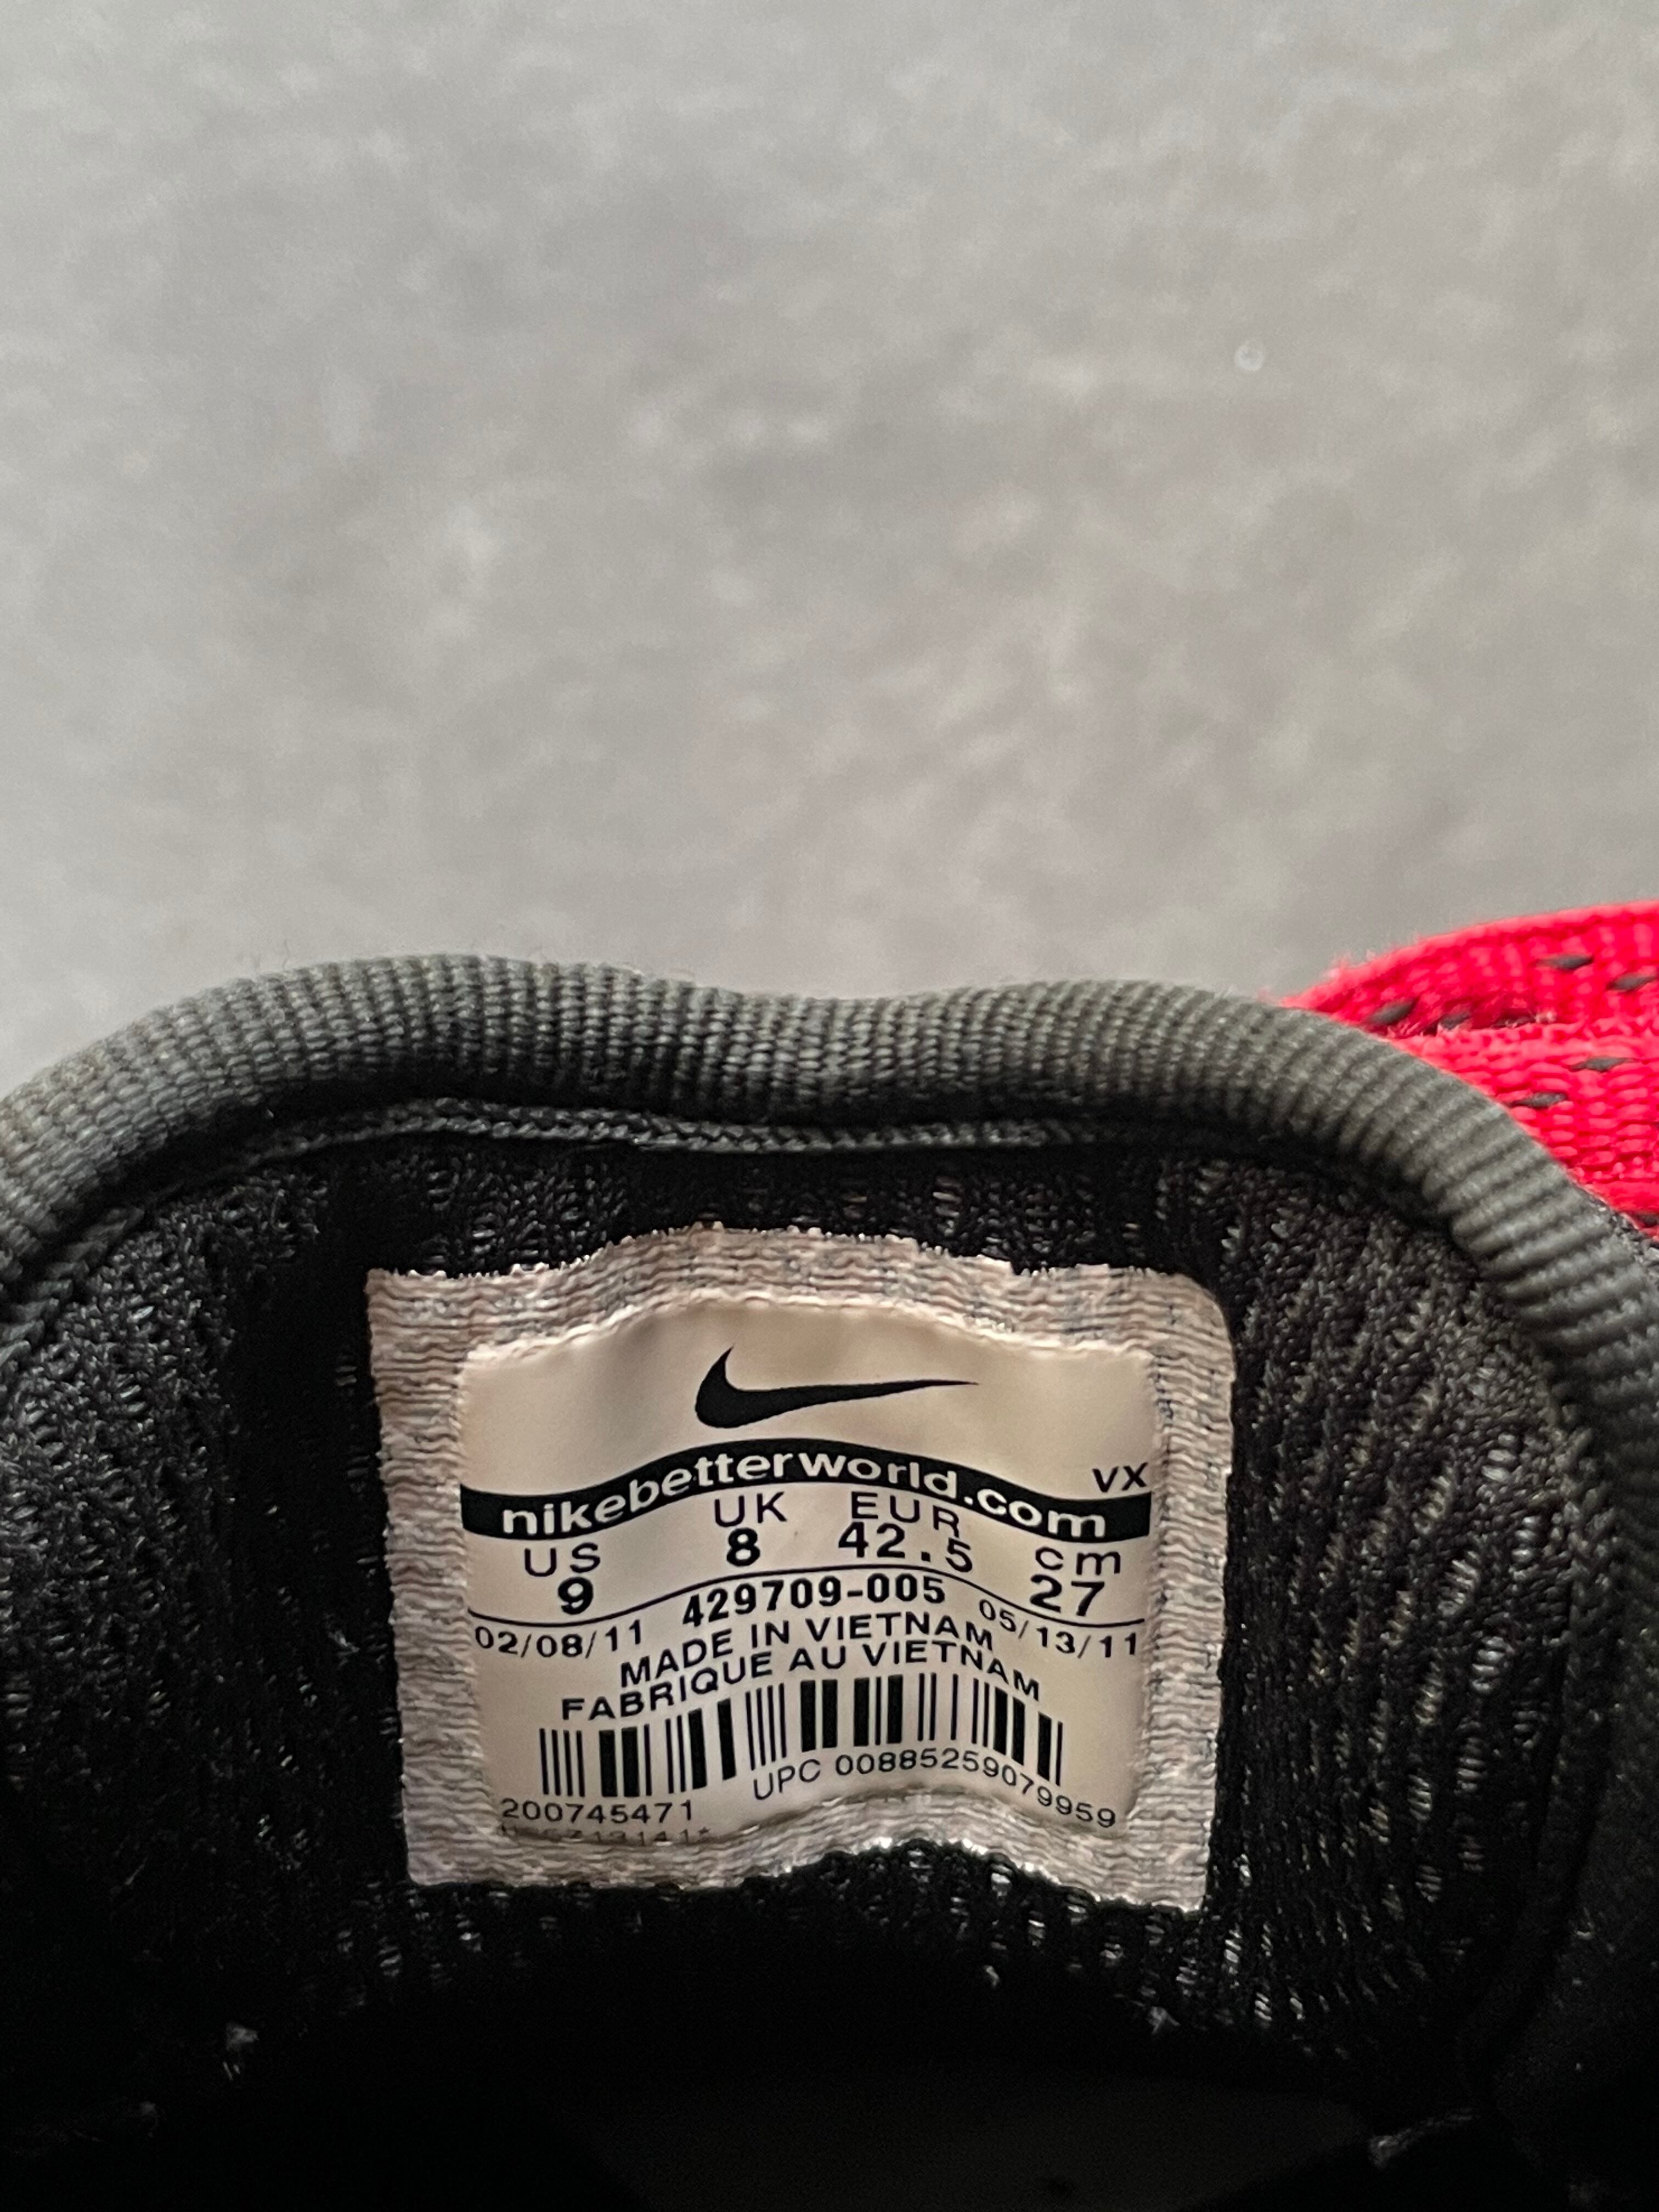 VX
nikebetterworld.com
US UK EUR cm
9 8 42.5 27
02/08/11 429709-005 05/13/11
MADE IN VIETNAM
FABRIQUE AU VIETNAM
200745471 UPC 00885259079959